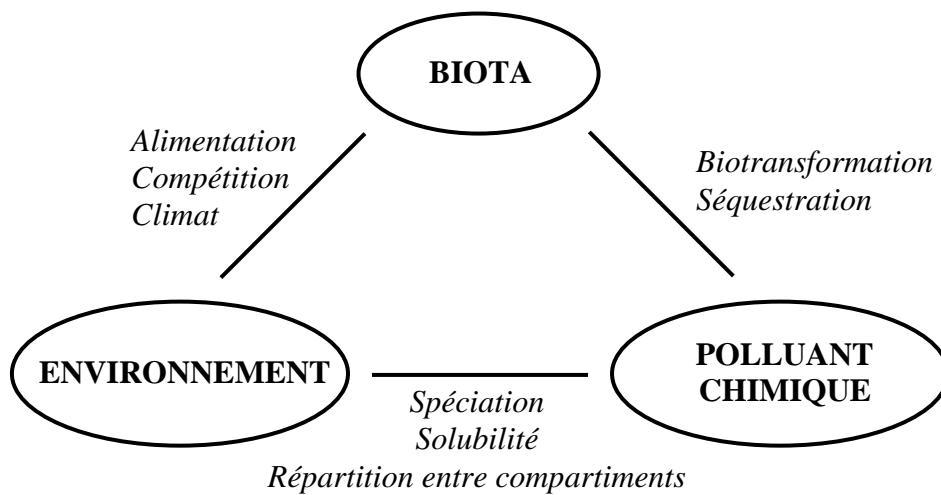 BIOTA
Alimentation
Compétition
Climat
Biotransformation
Séquestration
ENVIRONNEMENT
POLLUANT
CHIMIQUE
Spéciation
Solubilité
Répartition entre compartiments